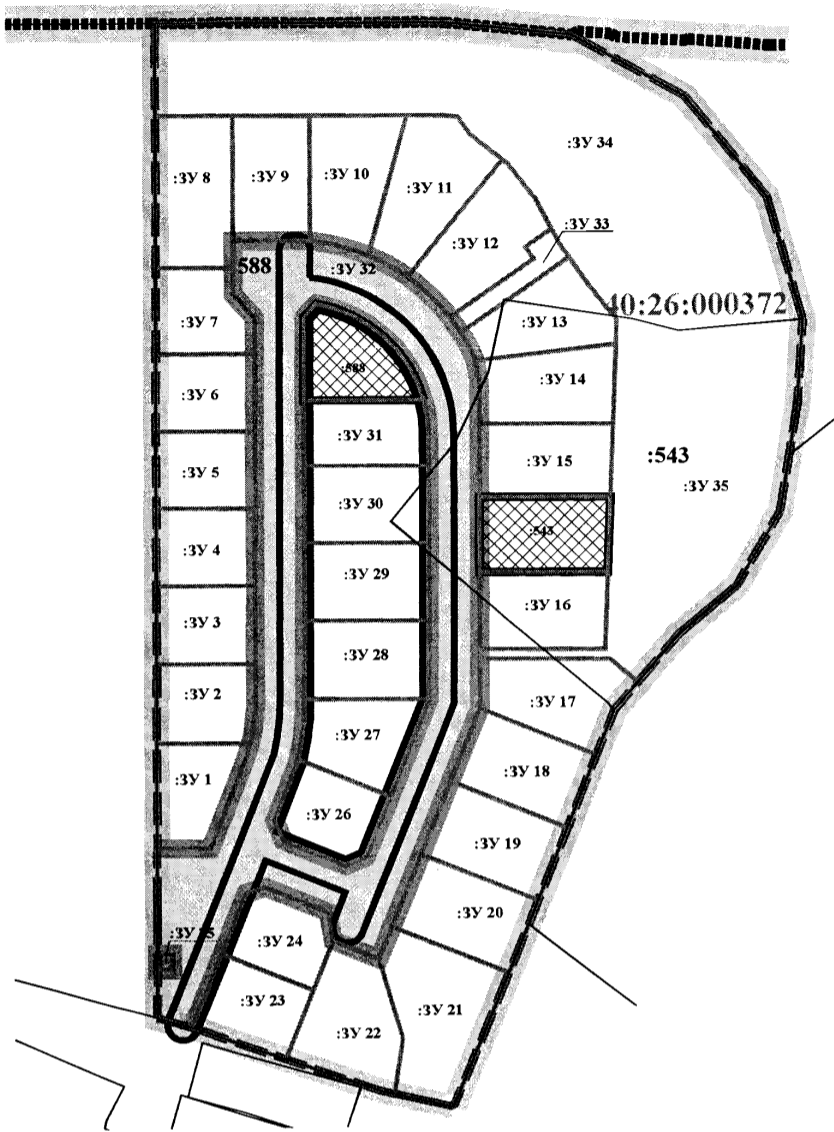 :ЗУ 34
:ЗУ 8
:ЗУ 9
:ЗУ 10
:ЗУ 11
:ЗУ 12
:ЗУ 33
588
:ЗУ 32
40:26:000372
:ЗУ 7
:ЗУ 13
:588
:ЗУ 14
:ЗУ 6
:ЗУ 31
:ЗУ 15
:543
:ЗУ 5
:ЗУ 35
:ЗУ 30
:543
:ЗУ 4
:ЗУ 29
:ЗУ 16
:ЗУ 3
:ЗУ 28
:ЗУ 2
:ЗУ 17
:ЗУ 27
:ЗУ 1
:ЗУ 18
:ЗУ 26
:ЗУ 19
:ЗУ 20
:ЗУ 25
:ЗУ 24
:ЗУ 23
:ЗУ 21
:ЗУ 22